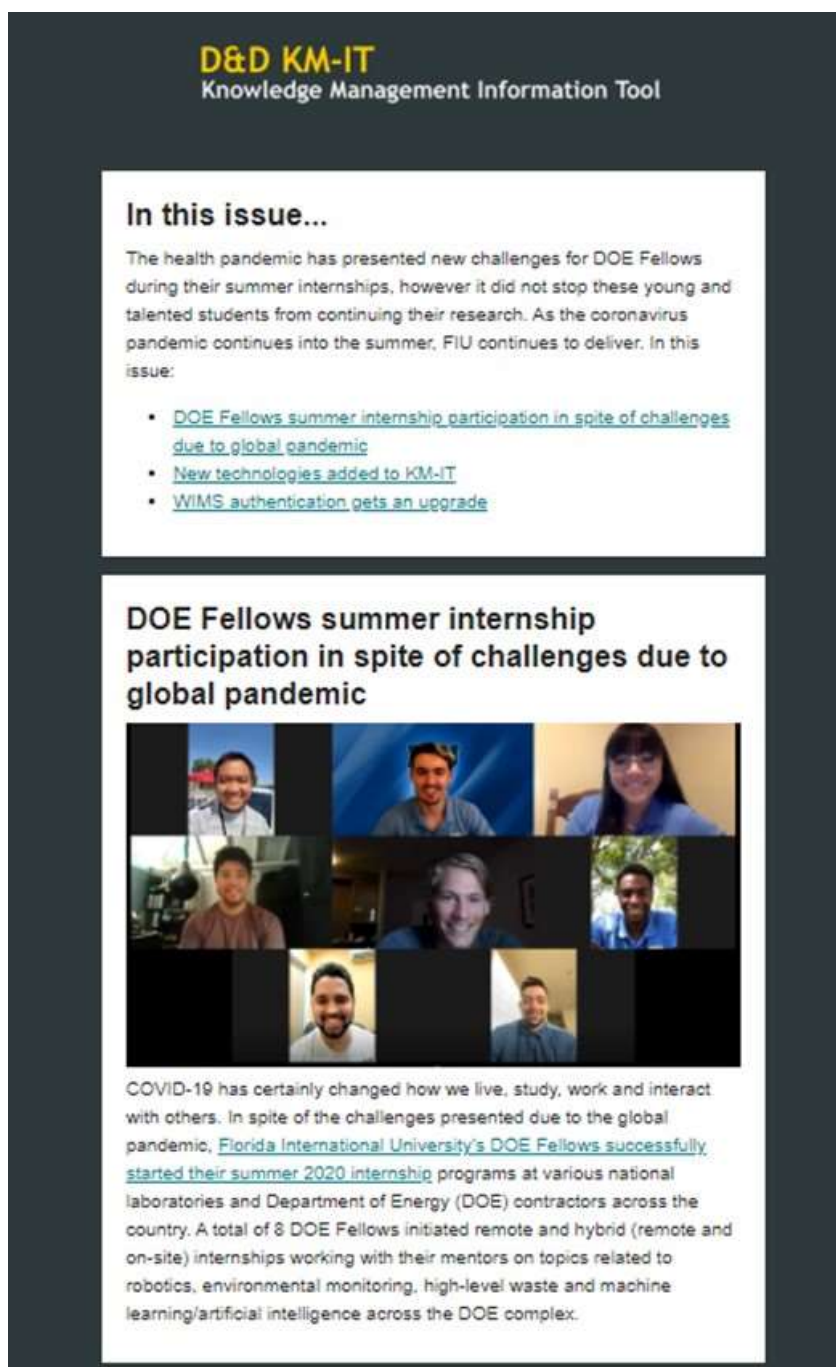 D&D KM-IT
Knowledge Management Information Tool
In this issue...
The health pandemic has presented new challenges for DOE Fellows
during their summer internships, however it did not stop these young and
talented students from continuing their research. As the coronavirus
pandemic continues into the summer, FIU continues to deliver. In this
issue:
• DOE Fellows summer internship participation in spite of challenges
due to global pandemic
• New technologies added to KM-IT
• WIMS authentication gets an upgrade
DOE Fellows summer internship
participation in spite of challenges due to
global pandemic
COVID-19 has certainly changed how we live, study, work and interact
with others. In spite of the challenges presented due to the global
pandemic, Florida International University's DOE Fellows successfully
started their summer 2020 internship programs at various national
laboratories and Department of Energy (DOE) contractors across the
country. A total of 8 DOE Fellows initiated remote and hybrid (remote and
on-site) internships working with their mentors on topics related to
robotics, environmental monitoring, high-level waste and machine
learning/artificial intelligence across the DOE complex.